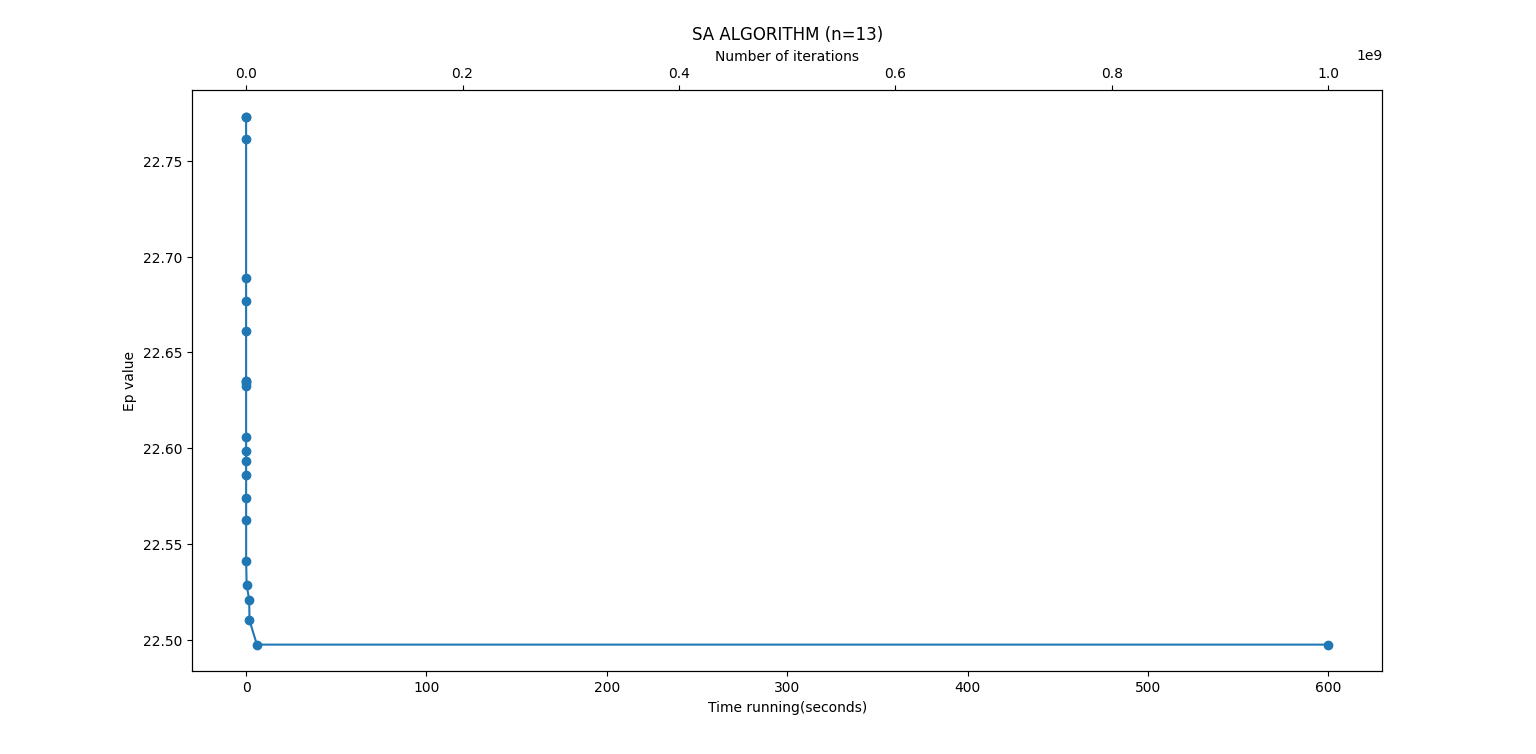 SA ALGORITHM (n=13)
Number of iterations
1e9
0.0 0.2 0.4 0.6 0.8 1.0
22.75
22.70
22.65
22.60
22.55
22.50
Ep value
0 100 200 300 400 500 600
Time running(seconds)